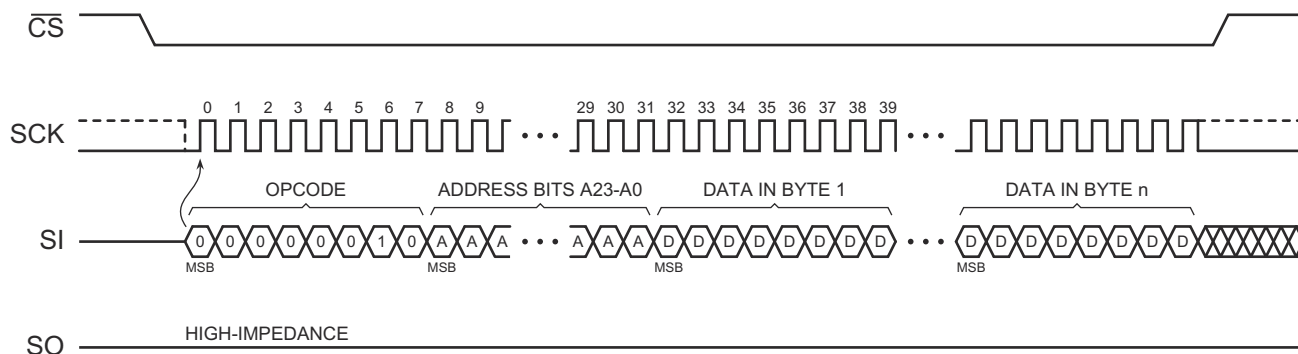 CS
0 1 2 3 4 5 6 7 8 9 29 30 31 32 33 34 35 36 37 38 39
SCK
OPCODE ADDRESS BITS A23-A0 DATA IN BYTE 1 DATA IN BYTE n
SI 0 0 0 0 0 0 1 0 A A A A A A D D D D D D D D D D D D D D D D
MSB MSB MSB MSB
HIGH-IMPEDANCE
SO